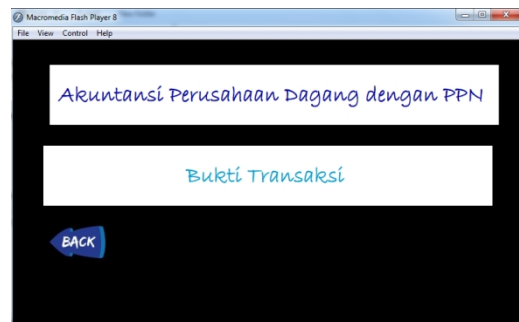 Macromedia Flash Player 8
File View Control Help
Akuntansi Perusahaan Dagang dengan PPN
Bukti Transaksi
BACK